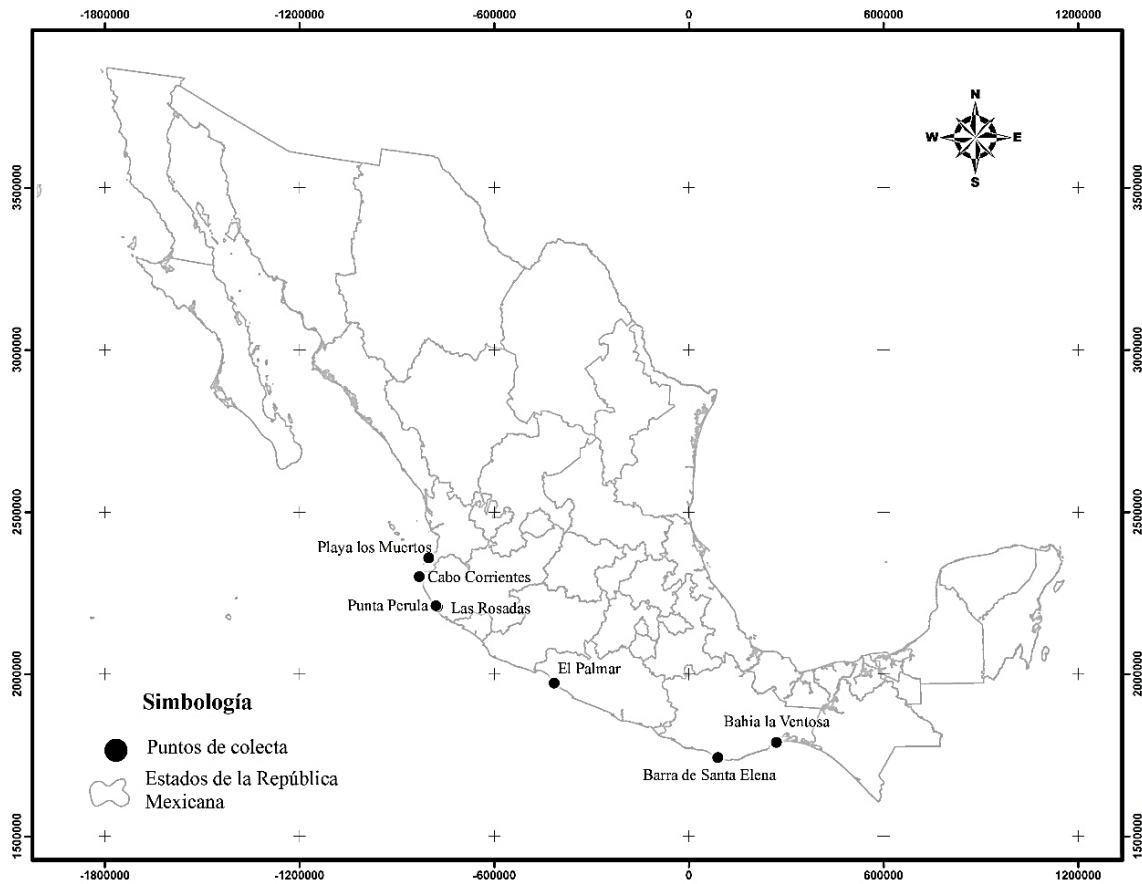 -1800000 -1200000 -600000 0 600000 1200000
N
W E
S
3500000 3500000
3000000 3000000
2500000 2500000
Playa los Muertos
Cabo Corrientes
Punta Perula Las Rosadas
El Palmar
2000000 2000000
Simbología
Bahia la Ventosa
Puntos de colecta
Barra de Santa Elena
Estados de la República
Mexicana
1500000 1500000
-1800000 -1200000 -600000 0 600000 1200000